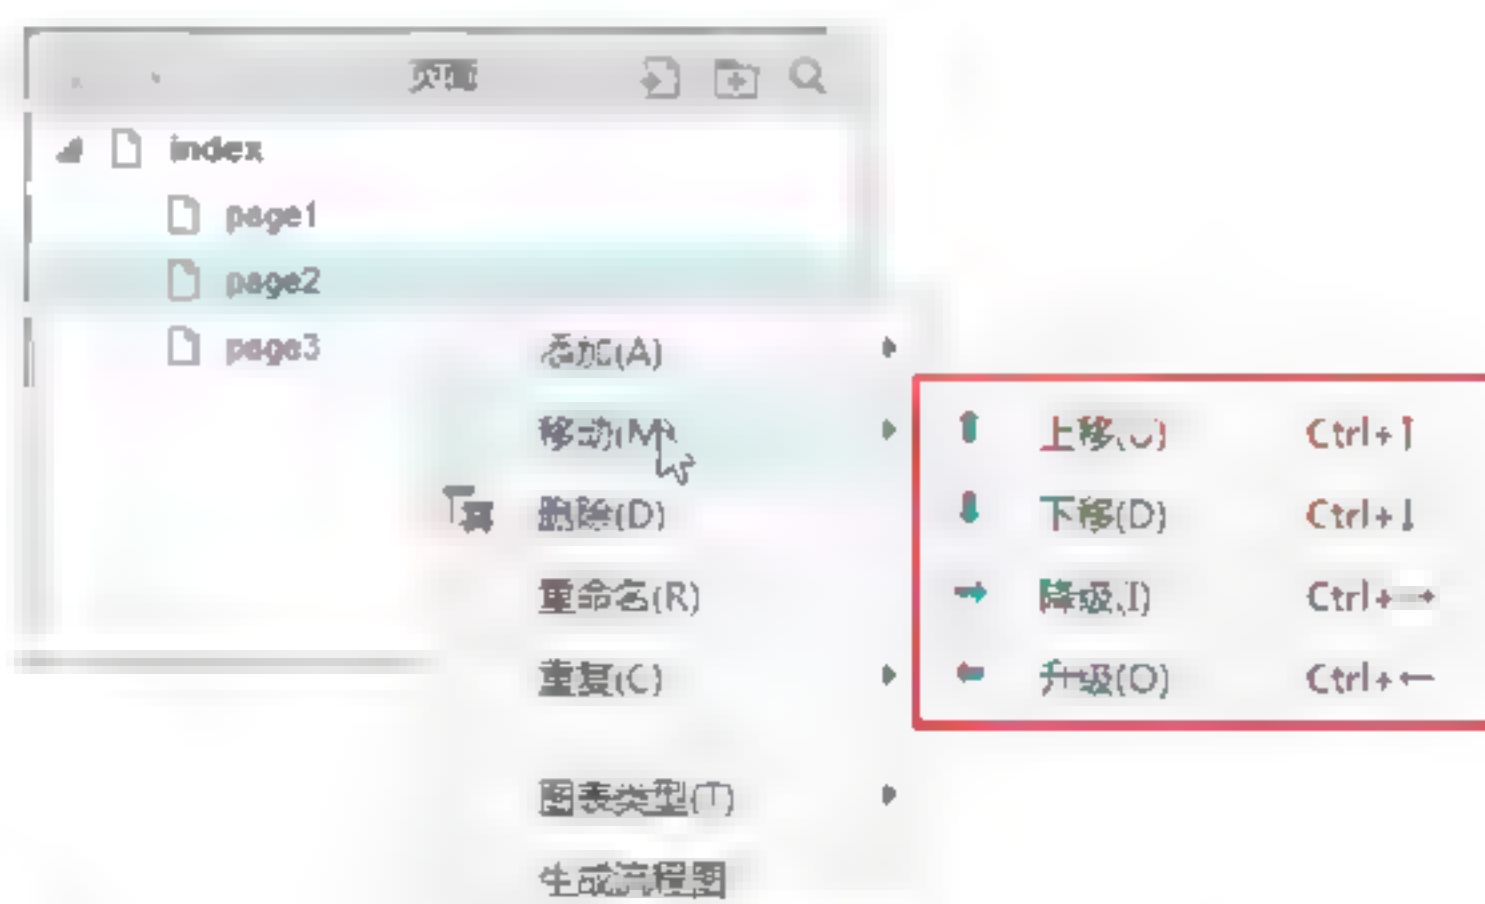 页面
index
page1
page2
page3
添加(A)
移动(M)
删除(D)
重命名(R)
重复(C)
图表类型(T)
生成流程图
上移(U) Ctrl+↑
下移(D) Ctrl+↓
降级(I) Ctrl+→
升级(O) Ctrl+←